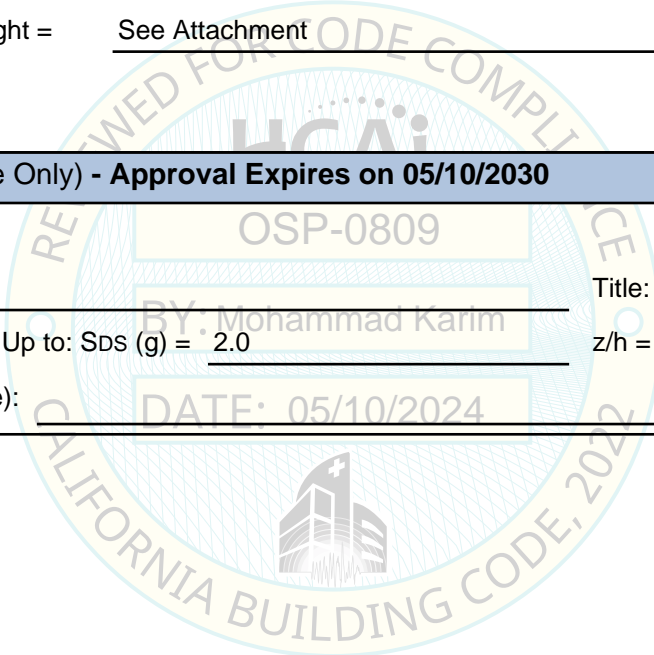 ght = See Attachment
REVIEWED FOR CODE COMPLIANCE
HCAi
e Only) - Approval Expires on 05/10/2030
OSP-0809
Title:
BY: Mohammad Karim
Up to: SDS (g) = 2.0 z/h =
e):
DATE: 05/10/2024
CALIFORNIA BUILDING CODE, 2022